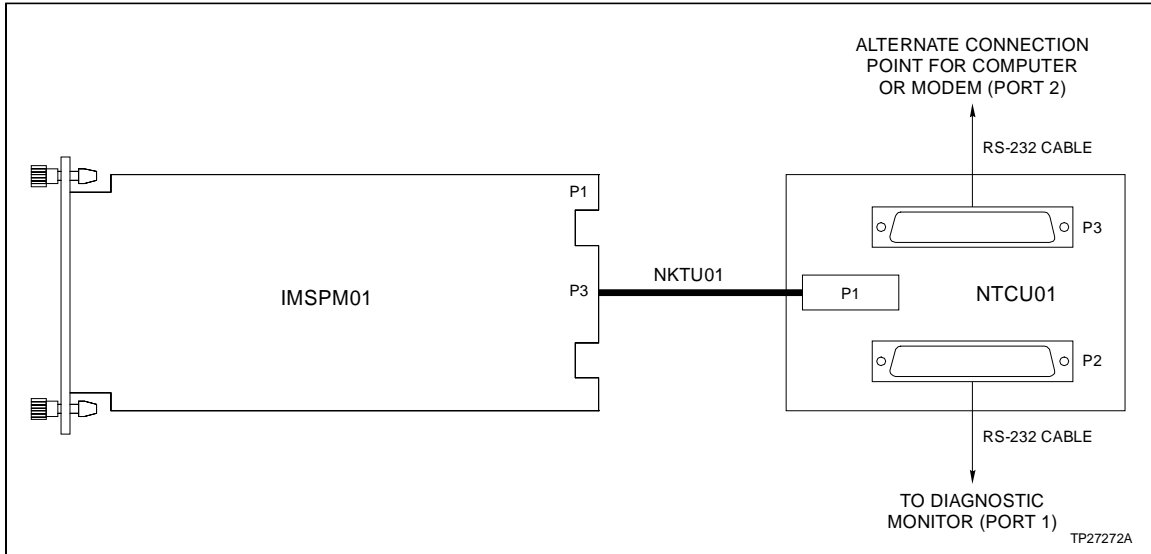 ALTERNATE CONNECTION
POINT FOR COMPUTER
OR MODEM (PORT 2)
RS-232 CABLE
P1
P3
IMSPM01
P3
NKTU01
P1
NTCU01
P2
RS-232 CABLE
TO DIAGNOSTIC
MONITOR (PORT 1)
TP27272A